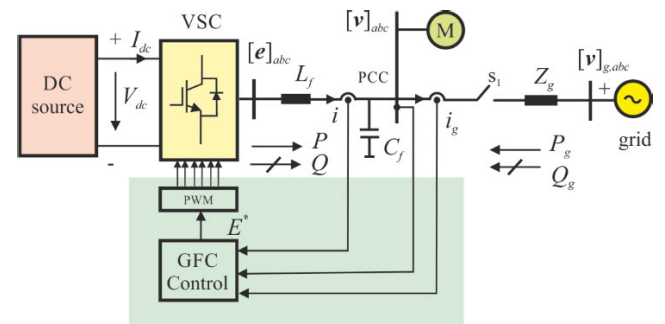 VSC
[v]abc
M
+ Idc
[e]abc
Lf
PCC
s1
Zg
[v]g,abc
DC
source
Vdc
i
ig
+
Cf
grid
-
P
Q
Pg
Qg
PWM
E*
GFC
Control